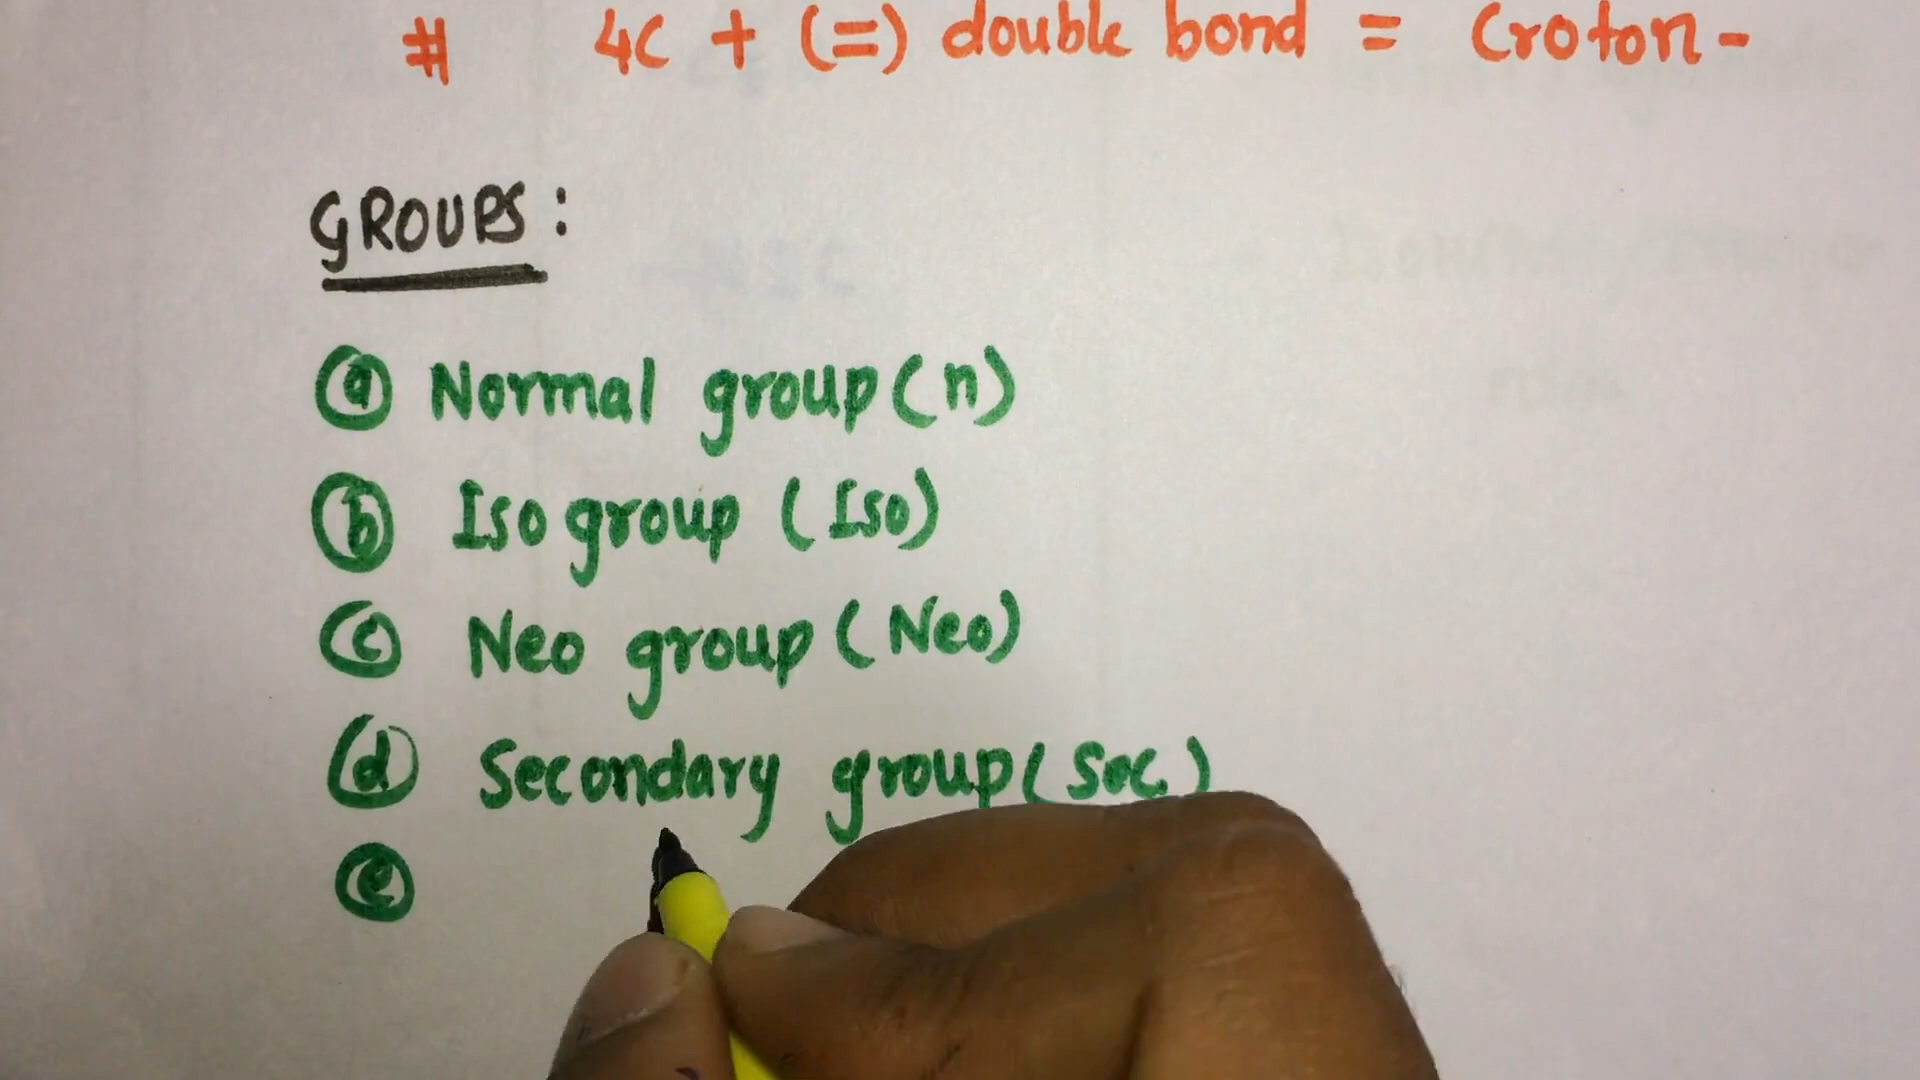 # 4C + (=) double bond = Croton-
GROUPS:
(a) Normal group (n)
(b) Iso group (Iso)
(c) Neo group (Neo)
(d) Secondary group (Sec)
(e)